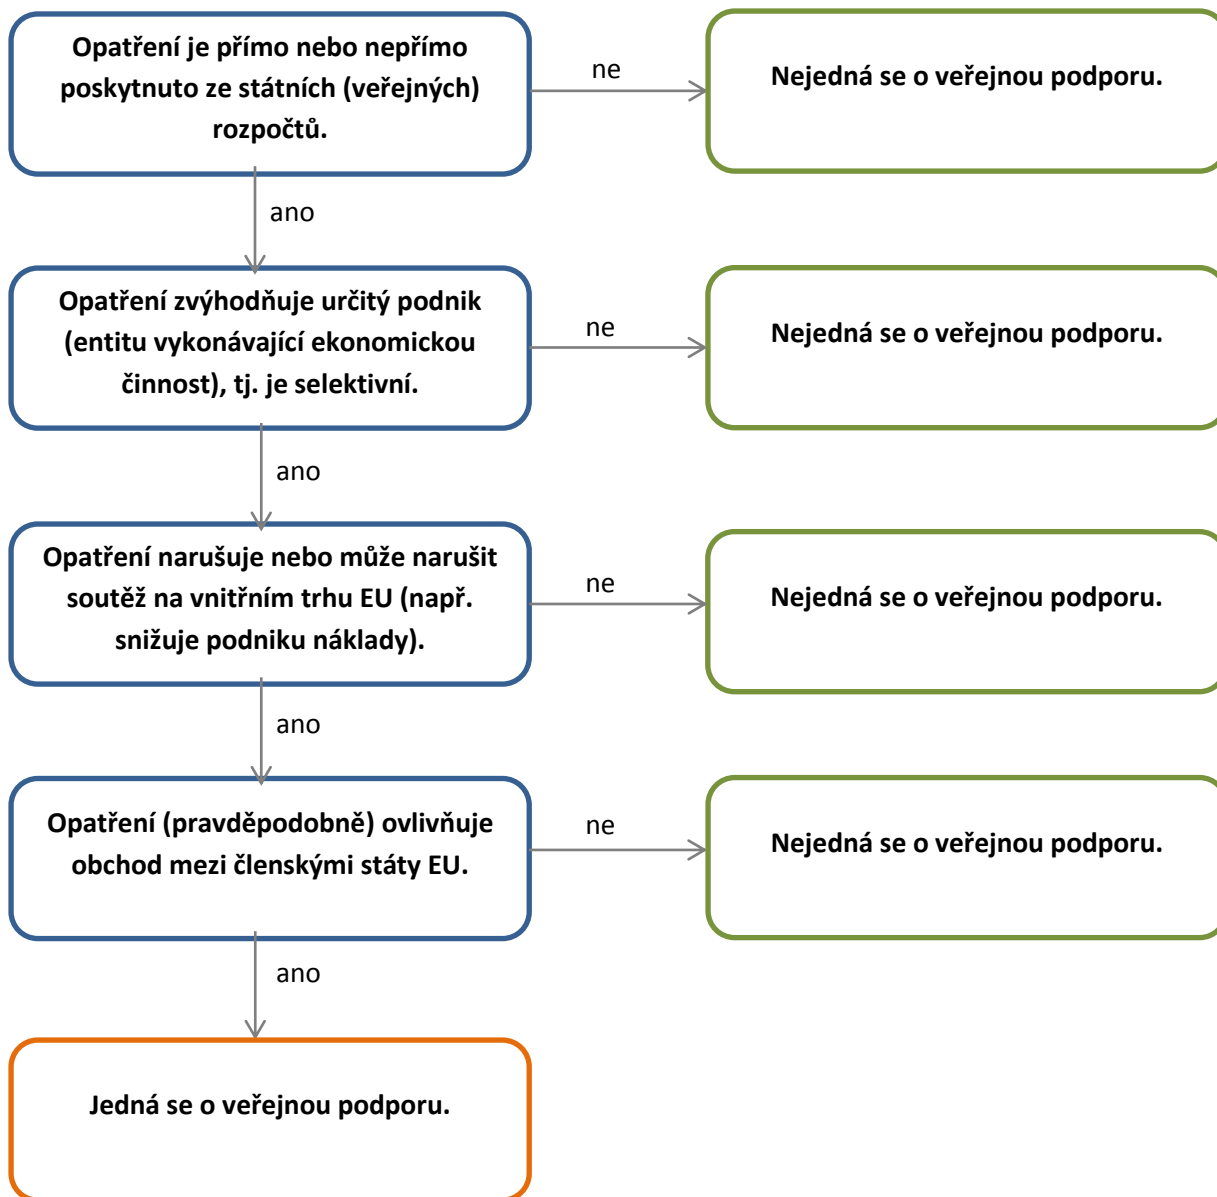 Opatření je přímo nebo nepřímo
poskytnuto ze státních (veřejných)
rozpočtů.
ne
Nejedná se o veřejnou podporu.
ano
Opatření zvýhodňuje určitý podnik
(entitu vykonávající ekonomickou
činnost), tj. je selektivní.
ne
Nejedná se o veřejnou podporu.
ano
Opatření narušuje nebo může narušit
soutěž na vnitřním trhu EU (např.
snižuje podniku náklady).
ne
Nejedná se o veřejnou podporu.
ano
Opatření (pravděpodobně) ovlivňuje
obchod mezi členskými státy EU.
ne
Nejedná se o veřejnou podporu.
ano
Jedná se o veřejnou podporu.